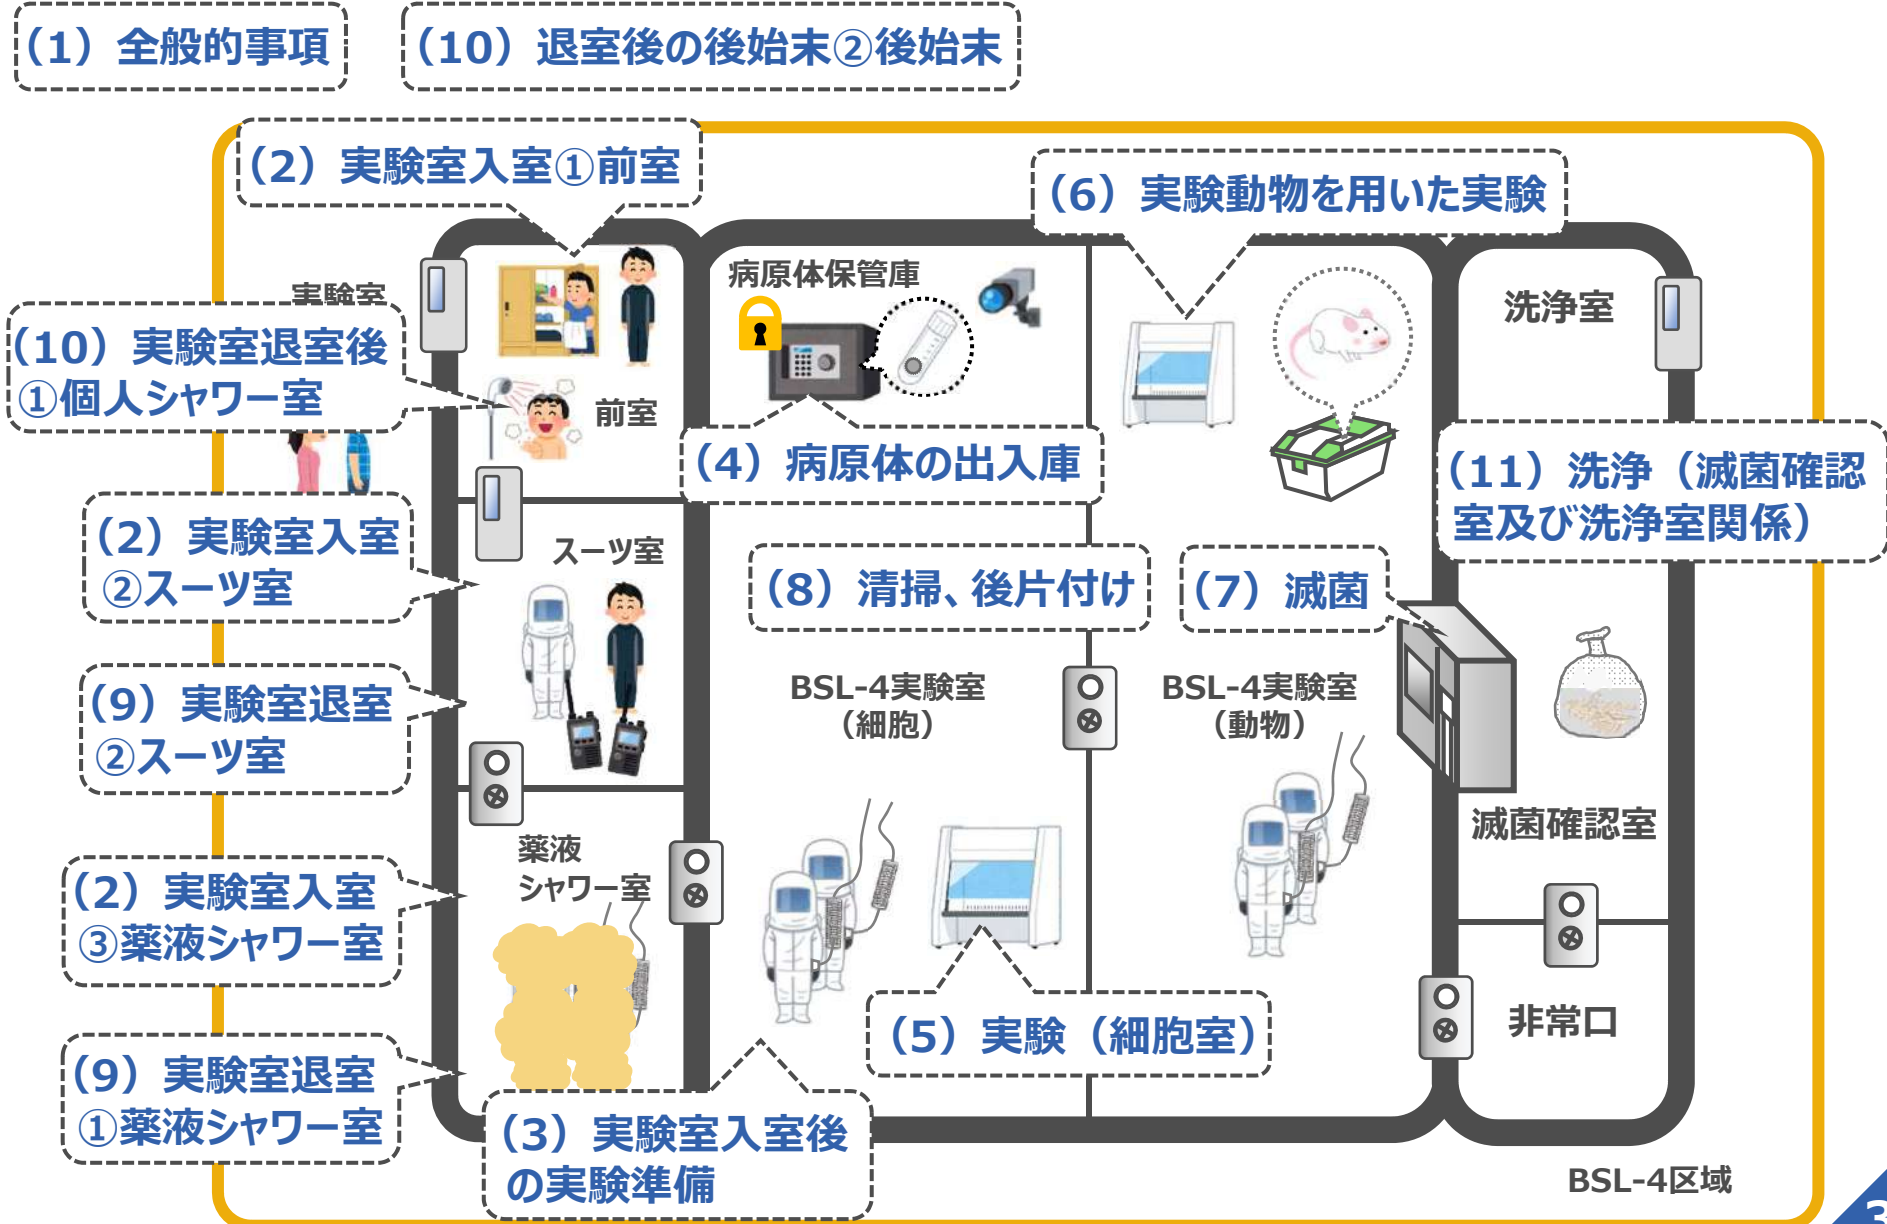 (1) 全般的事項
(10) 退室後の後始末②後始末
(2) 実験室入室①前室
(6) 実験動物を用いた実験
実験室
病原体保管庫
洗浄室
(10) 実験室退室後
①個人シャワー室
前室
(4) 病原体の出入庫
(11) 洗浄（滅菌確認
室及び洗浄室関係）
(2) 実験室入室
②スーツ室
スーツ室
(8) 清掃、後片付け
(7) 滅菌
(9) 実験室退室
②スーツ室
BSL-4実験室
（細胞）
BSL-4実験室
（動物）
薬液
シャワー室
滅菌確認室
(2) 実験室入室
③薬液シャワー室
(5) 実験（細胞室）
非常口
(9) 実験室退室
①薬液シャワー室
(3) 実験室入室後
の実験準備
BSL-4区域